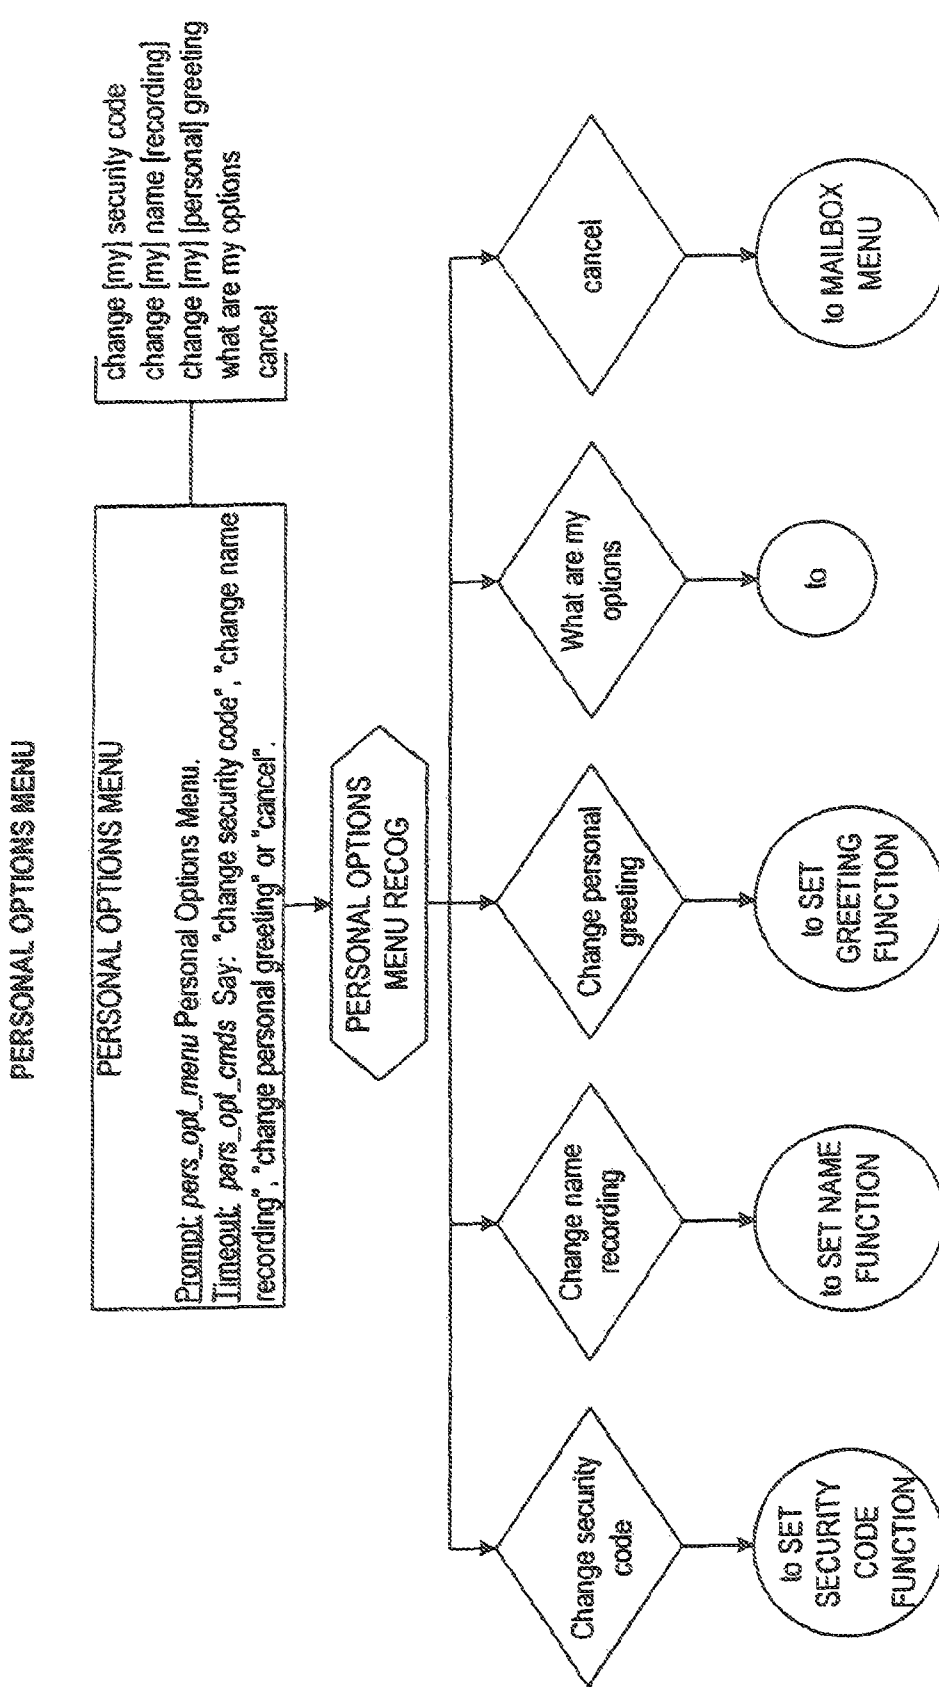 PERSONAL OPTIONS MENU
PERSONAL OPTIONS MENU
Prompt: pers_opt_menu Personal Options Menu.
Timeout: pers_opt_cmds Say: "change security code", "change name
recording", "change personal greeting" or "cancel".
change [my] security code
change [my] name [recording]
change [my] [personal] greeting
what are my options
cancel
PERSONAL OPTIONS
MENU RECOG
Change security
code
Change name
recording
Change personal
greeting
What are my
options
cancel
to SET
SECURITY
CODE
FUNCTION
to SET NAME
FUNCTION
to SET
GREETING
FUNCTION
to
to MAILBOX
MENU